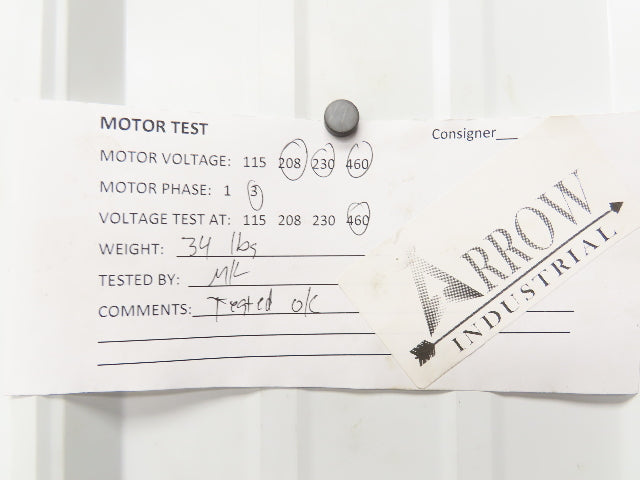 MOTOR TEST
Consigner___
MOTOR VOLTAGE: 115 208 230 460
MOTOR PHASE: 1 3
VOLTAGE TEST AT: 115 208 230 460
WEIGHT: 34 lbs
TESTED BY: MK
COMMENTS: Tested OK
ARROW
INDUSTRIAL